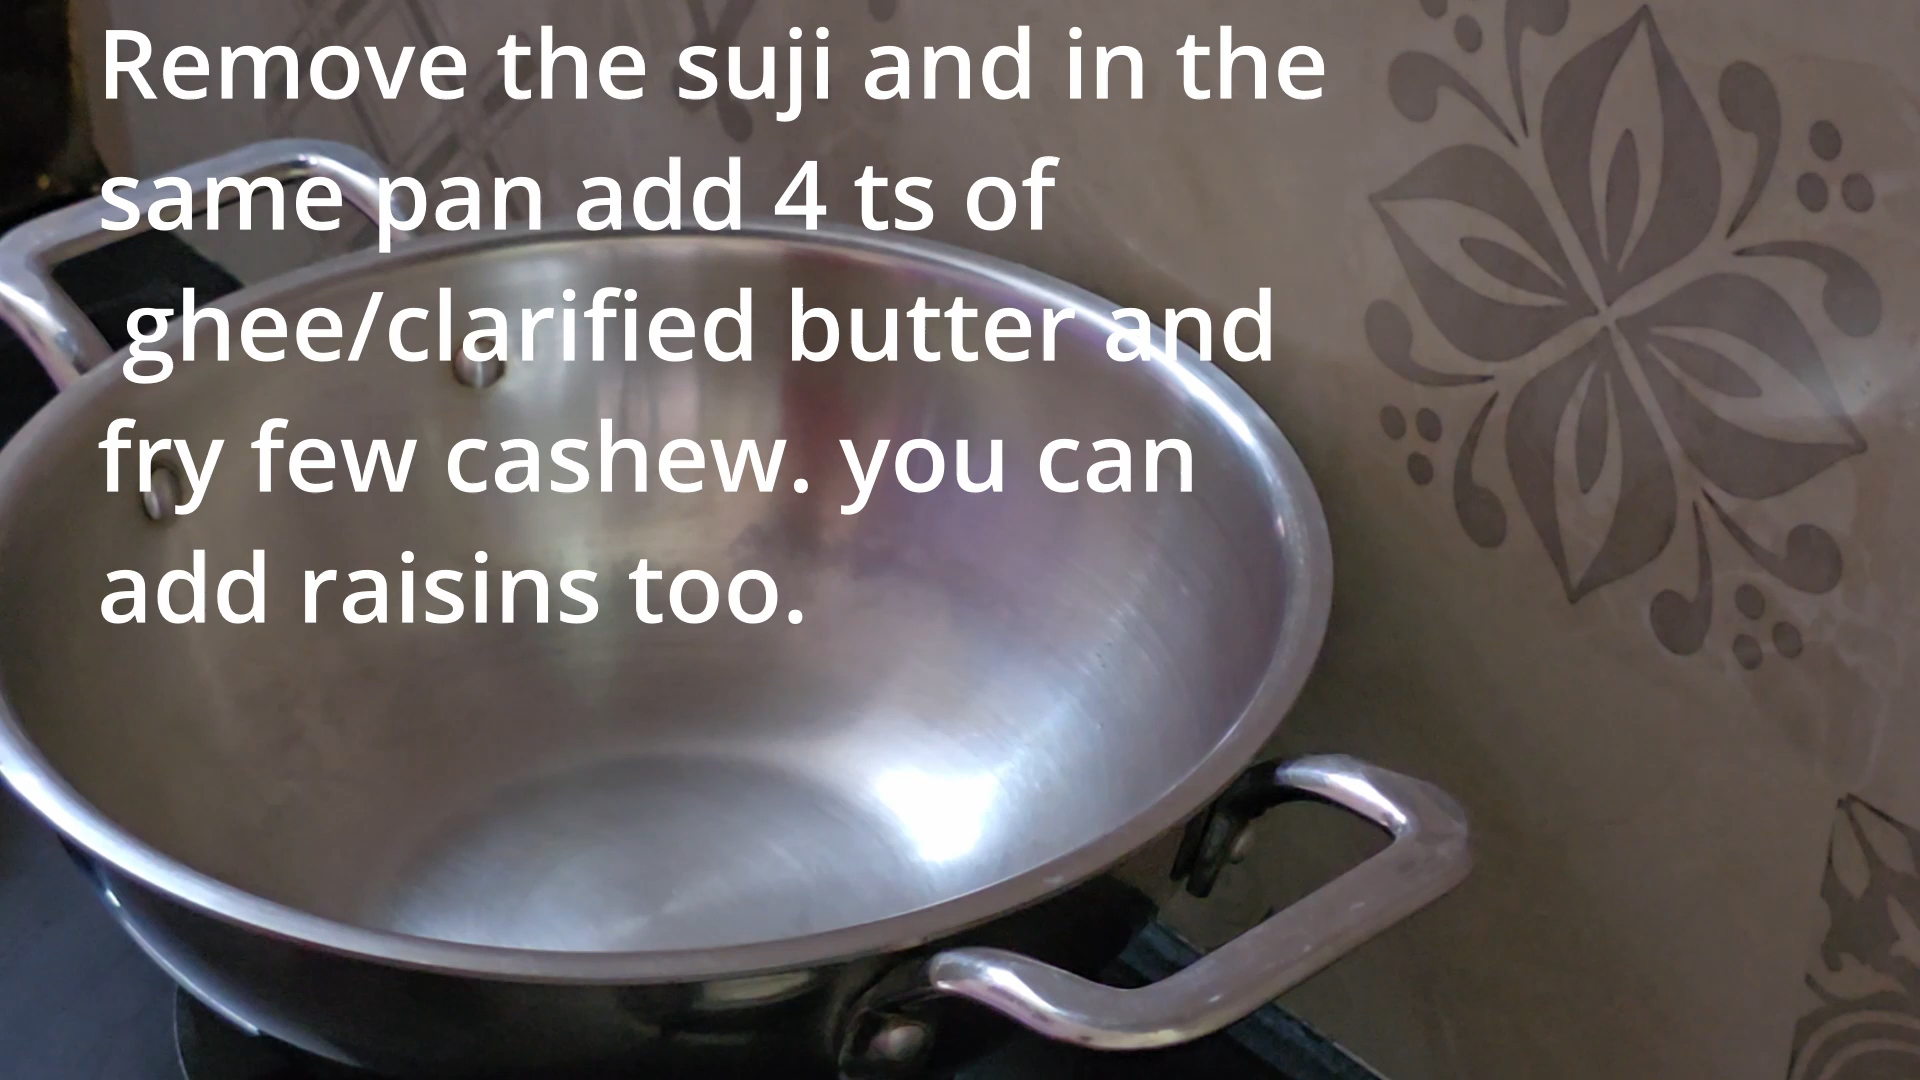 Remove the suji and in the
same pan add 4 ts of
ghee/clarified butter and
fry few cashew. you can
add raisins too.